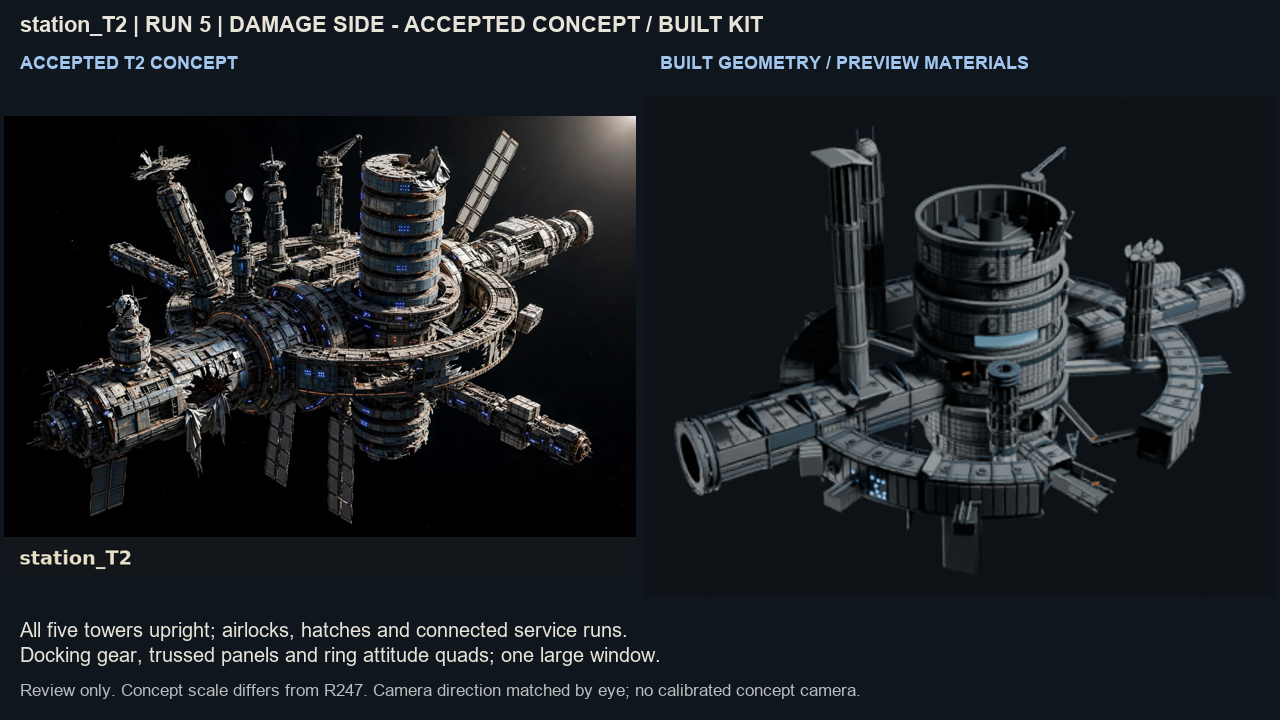 station_T2 | RUN 5 | DAMAGE SIDE - ACCEPTED CONCEPT / BUILT KIT
ACCEPTED T2 CONCEPT
BUILT GEOMETRY / PREVIEW MATERIALS
station_T2
All five towers upright; airlocks, hatches and connected service runs.
Docking gear, trussed panels and ring attitude quads; one large window.
Review only. Concept scale differs from R247. Camera direction matched by eye; no calibrated concept camera.